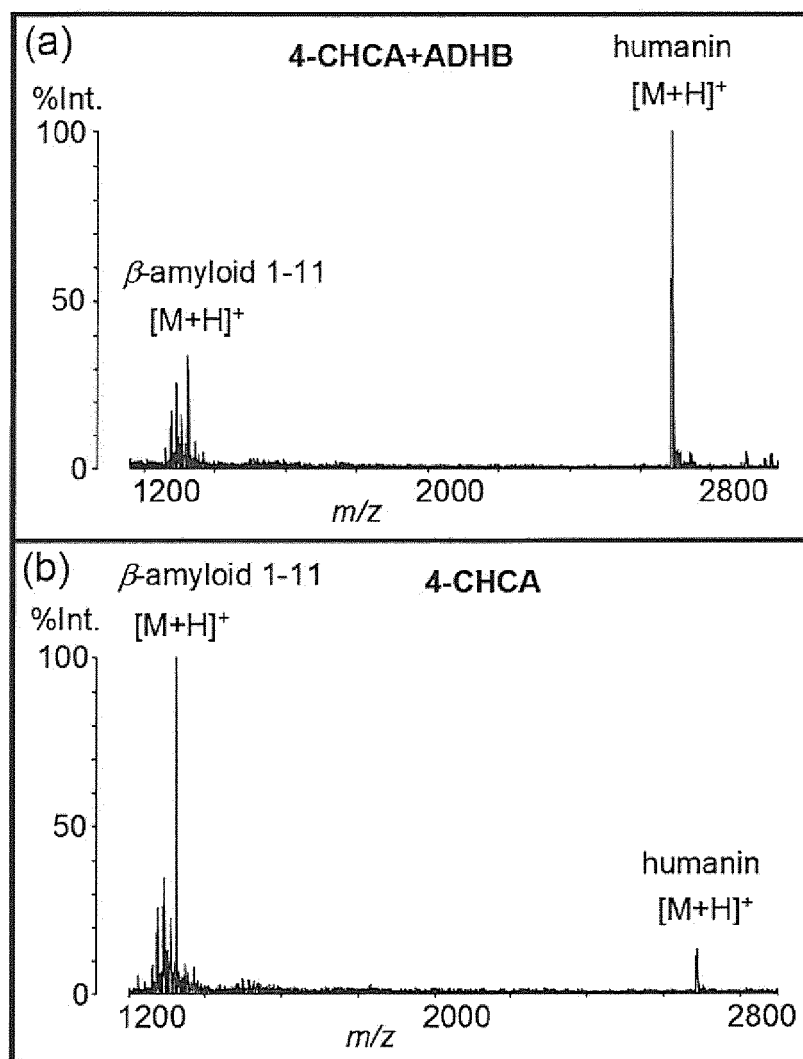 (a)
4-CHCA+ADHB
humanin
[M+H]⁺
%Int.
100
β-amyloid 1-11
[M+H]⁺
50
0
1200
2000
2800
m/z
(b)
β-amyloid 1-11
4-CHCA
%Int.
[M+H]⁺
100
50
humanin
[M+H]⁺
0
1200
2000
2800
m/z